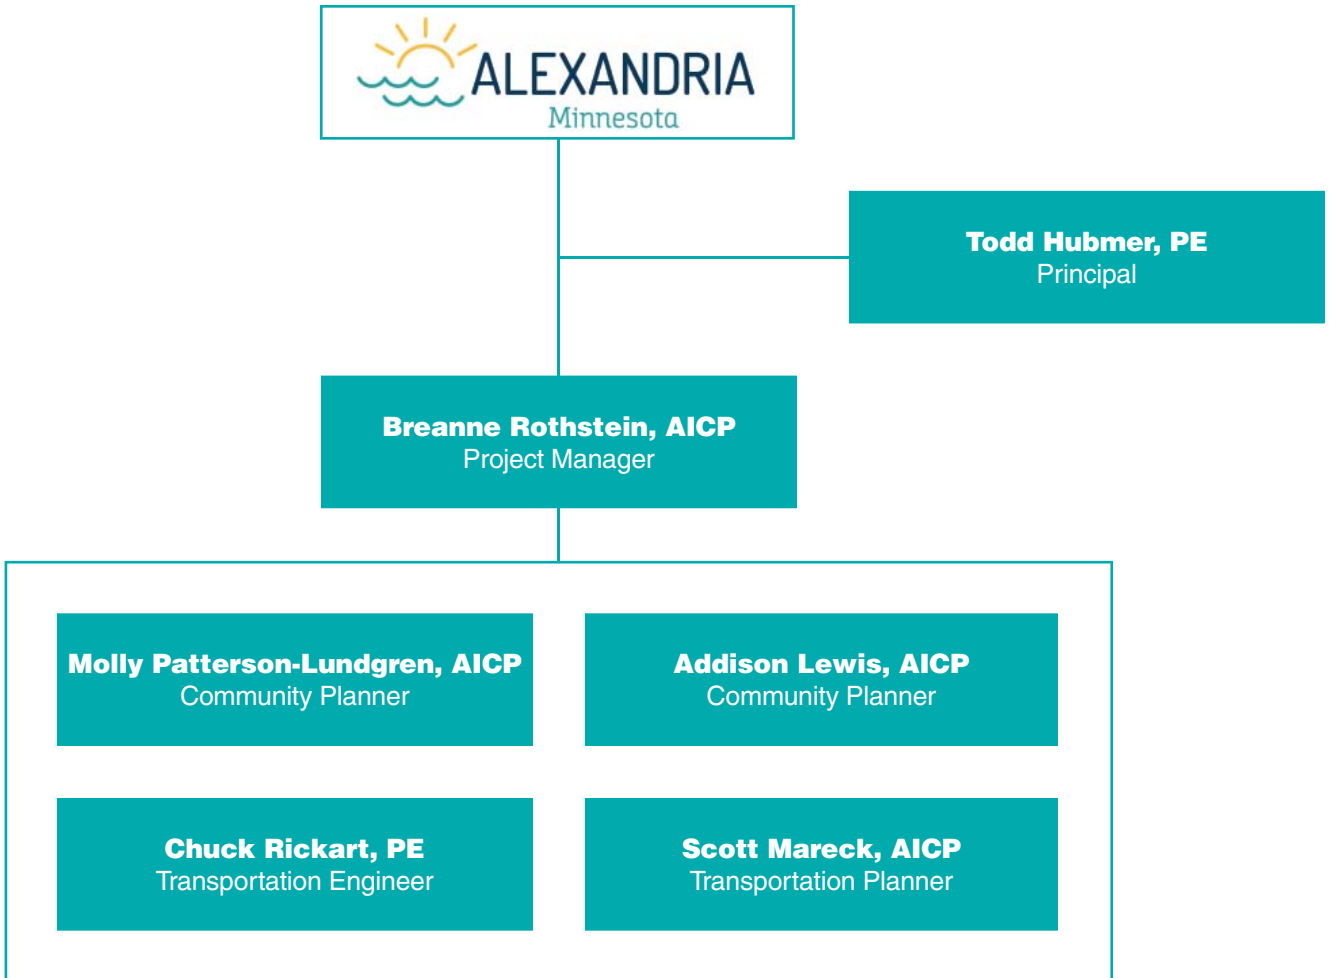 ALEXANDRIA
Minnesota
Todd Hubmer, PE
Principal
Breanne Rothstein, AICP
Project Manager
Molly Patterson-Lundgren, AICP
Community Planner
Addison Lewis, AICP
Community Planner
Chuck Rickart, PE
Transportation Engineer
Scott Mareck, AICP
Transportation Planner